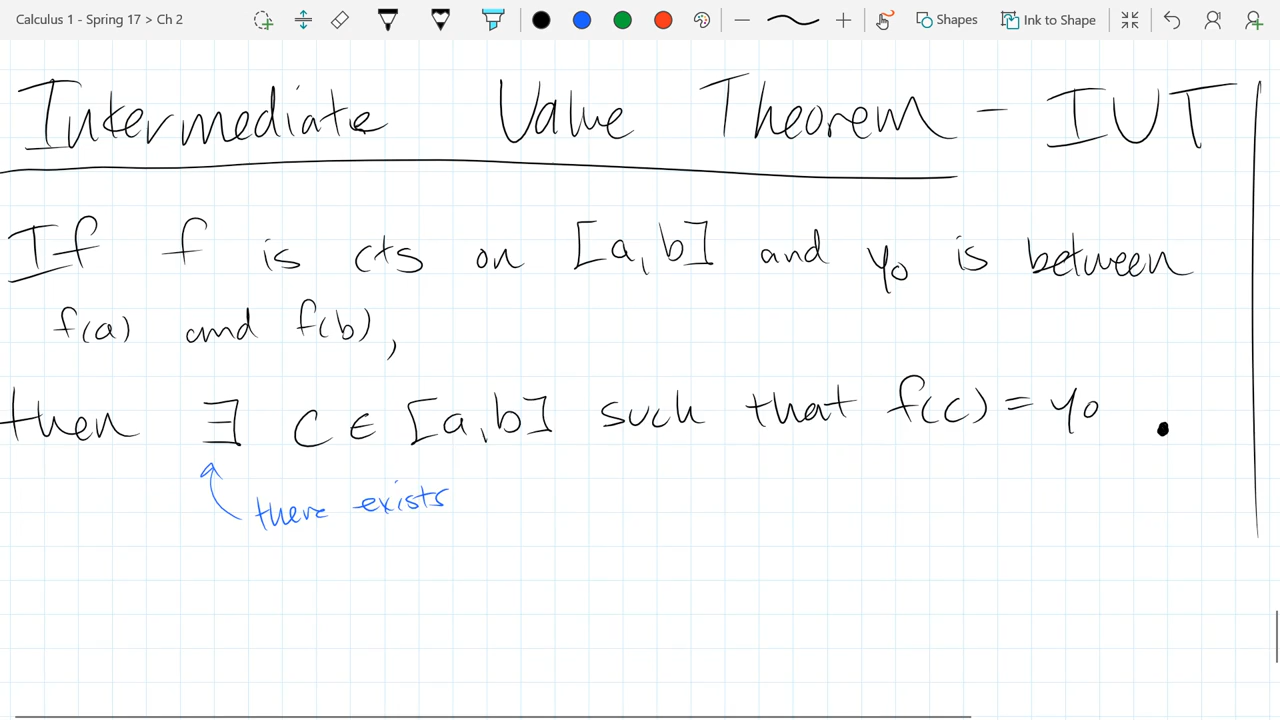 Calculus 1 - Spring 17 > Ch 2
Shapes
Ink to Shape
Intermediate Value Theorem - IVT
If f is cts on [a,b] and y₀ is between
f(a) and f(b),
then ∃ c ∈ [a,b] such that f(c) = y₀ .
there exists